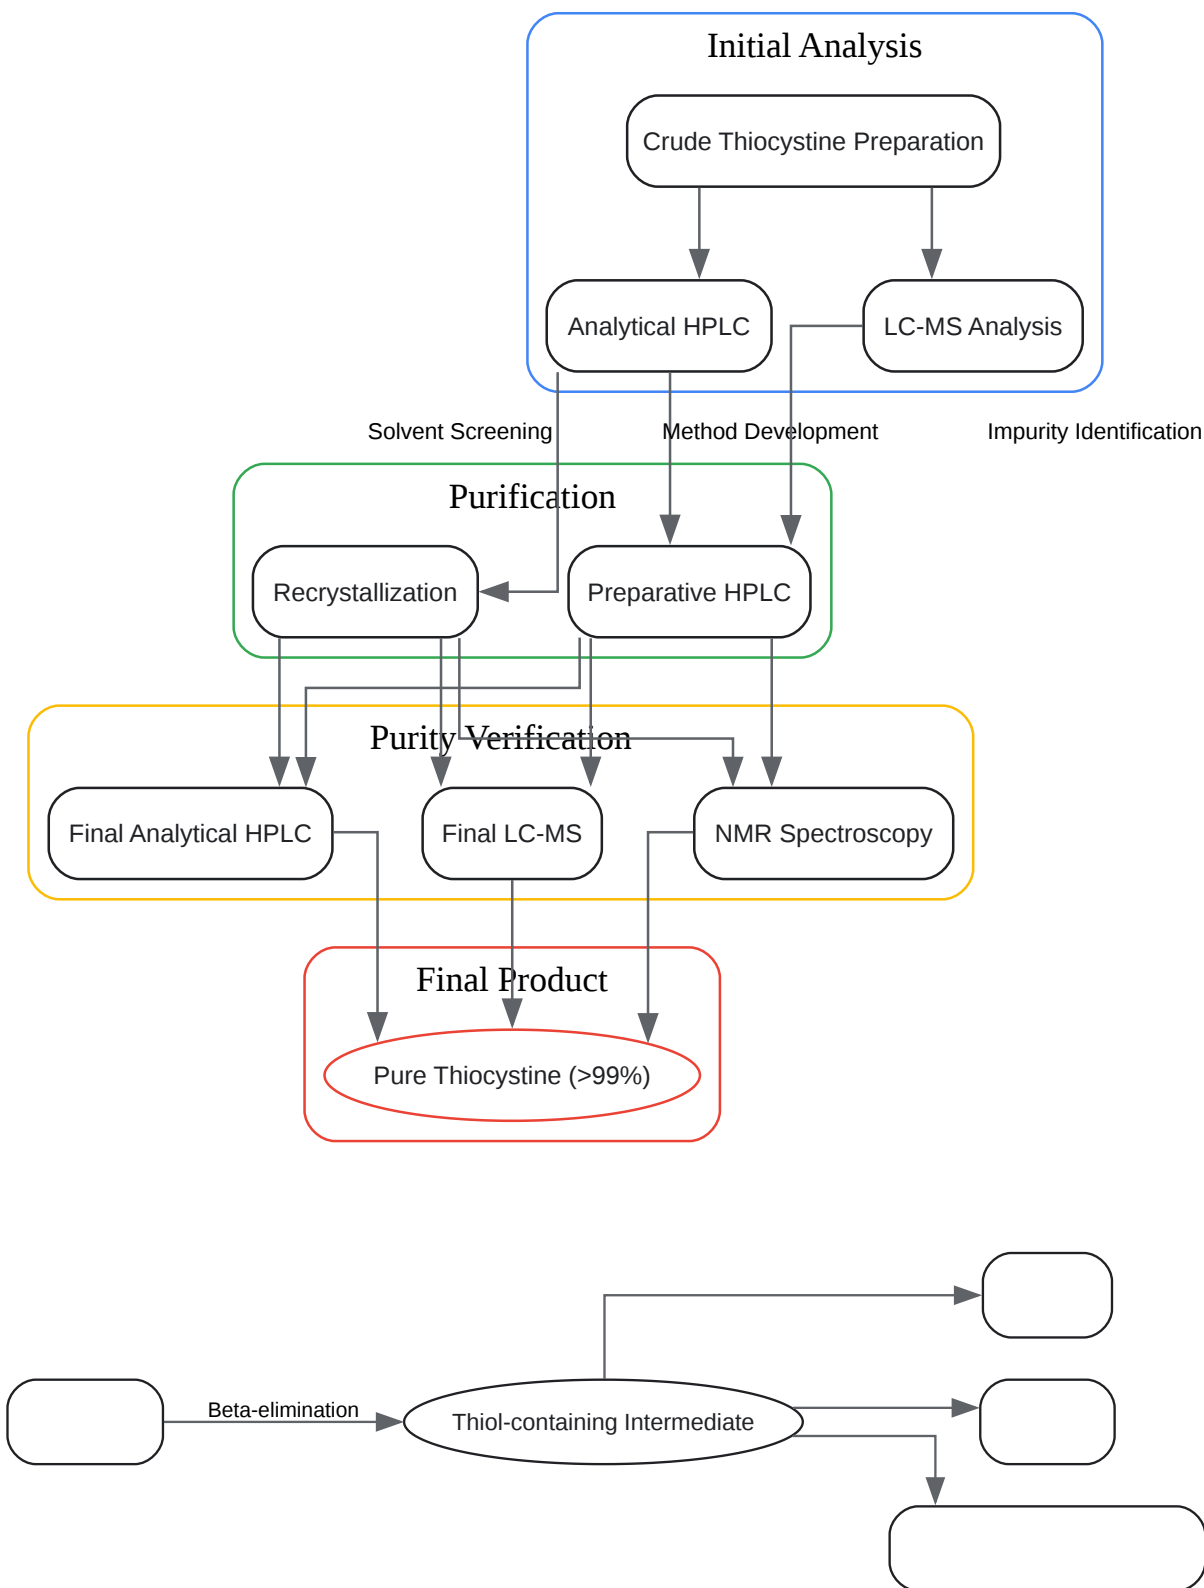 Initial Analysis
Crude Thiocystine Preparation
Analytical HPLC
LC-MS Analysis
Solvent Screening
Method Development
Impurity Identification
Purification
Recrystallization
Preparative HPLC
Purity Verification
Final Analytical HPLC
Final LC-MS
NMR Spectroscopy
Final Product
Pure Thiocystine (>99%)
Beta-elimination
Thiol-containing Intermediate